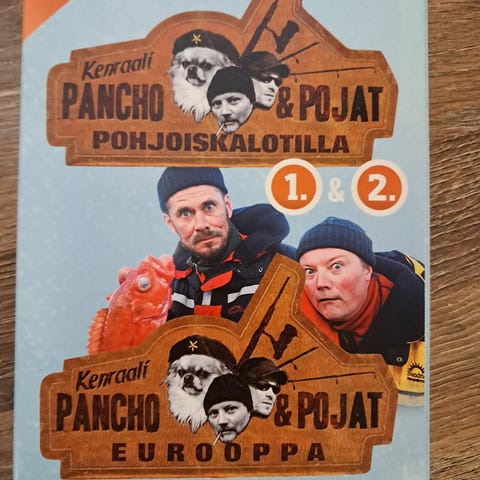 Kenraali
PANCHO & POJAT
POHJOISKALOTILLA
1. & 2.
Kenraali
PANCHO & POJAT
EUROOPPA